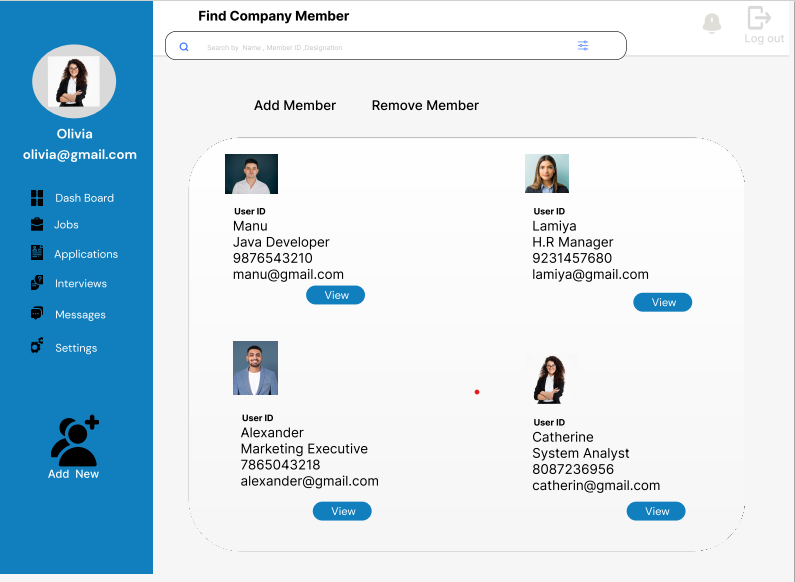 Find Company Member
Search by Name , Member ID ,Designation
Log out
Olivia
olivia@gmail.com
Dash Board
Jobs
Applications
Interviews
Messages
Settings
Add New
Add Member
Remove Member
User ID
Manu
Java Developer
9876543210
manu@gmail.com
View
User ID
Lamiya
H.R Manager
9231457680
lamiya@gmail.com
View
User ID
Alexander
Marketing Executive
7865043218
alexander@gmail.com
View
User ID
Catherine
System Analyst
8087236956
catherin@gmail.com
View